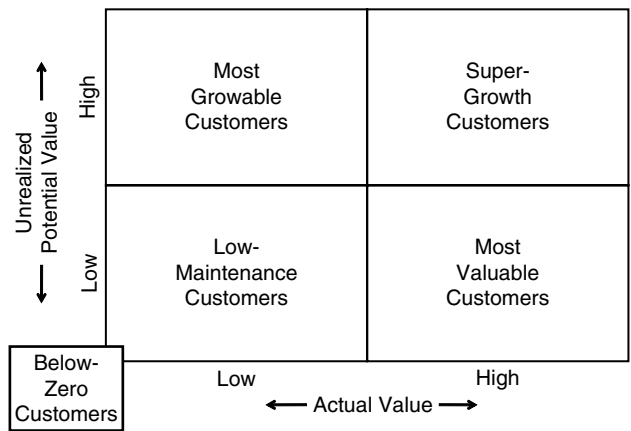 Unrealized
Potential Value
High
Low
Most
Growable
Customers
Super-
Growth
Customers
Low-
Maintenance
Customers
Most
Valuable
Customers
Below-
Zero
Customers
Low
High
Actual Value